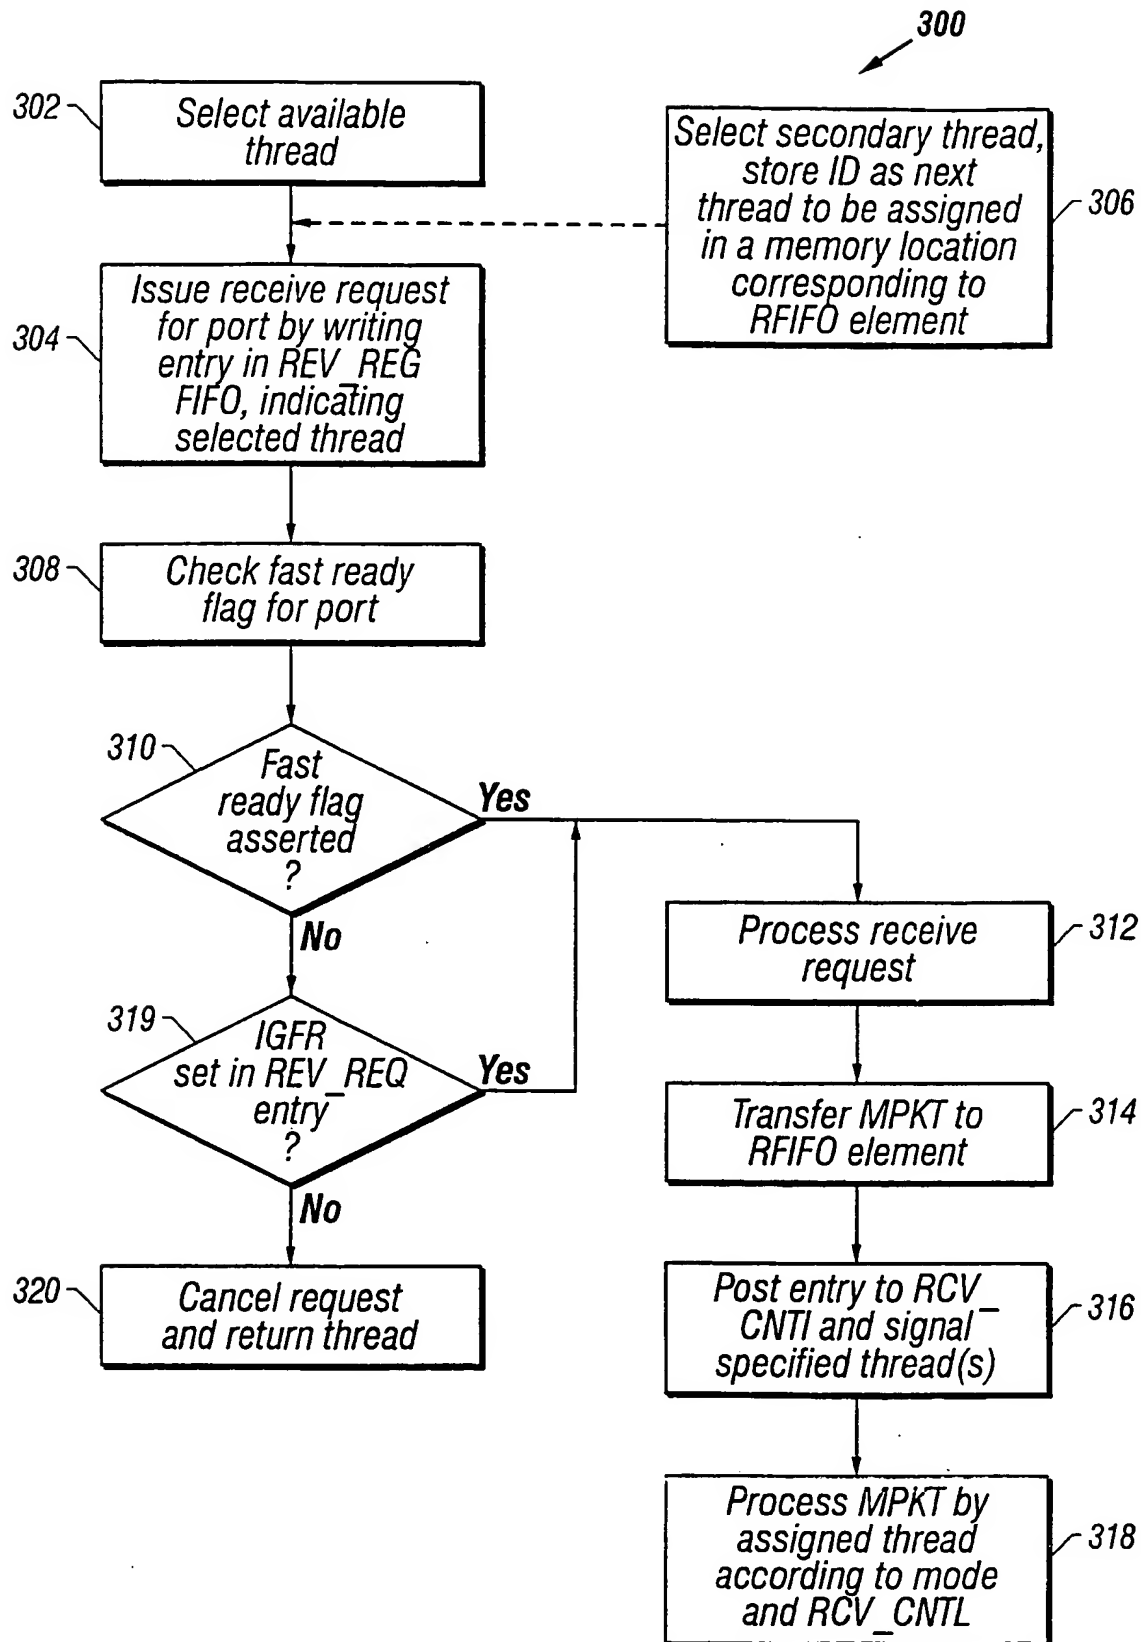 300
302
Select available
thread
Select secondary thread,
store ID as next
thread to be assigned
in a memory location
corresponding to
RFIFO element
306
304
Issue receive request
for port by writing
entry in REV_REG
FIFO, indicating
selected thread
308
Check fast ready
flag for port
310
Fast
ready flag
asserted
?
Yes
No
312
Process receive
request
319
IGFR
set in REV_REQ
entry
?
Yes
No
314
Transfer MPKT to
RFIFO element
320
Cancel request
and return thread
316
Post entry to RCV_
CNTI and signal
specified thread(s)
318
Process MPKT by
assigned thread
according to mode
and RCV_CNTL